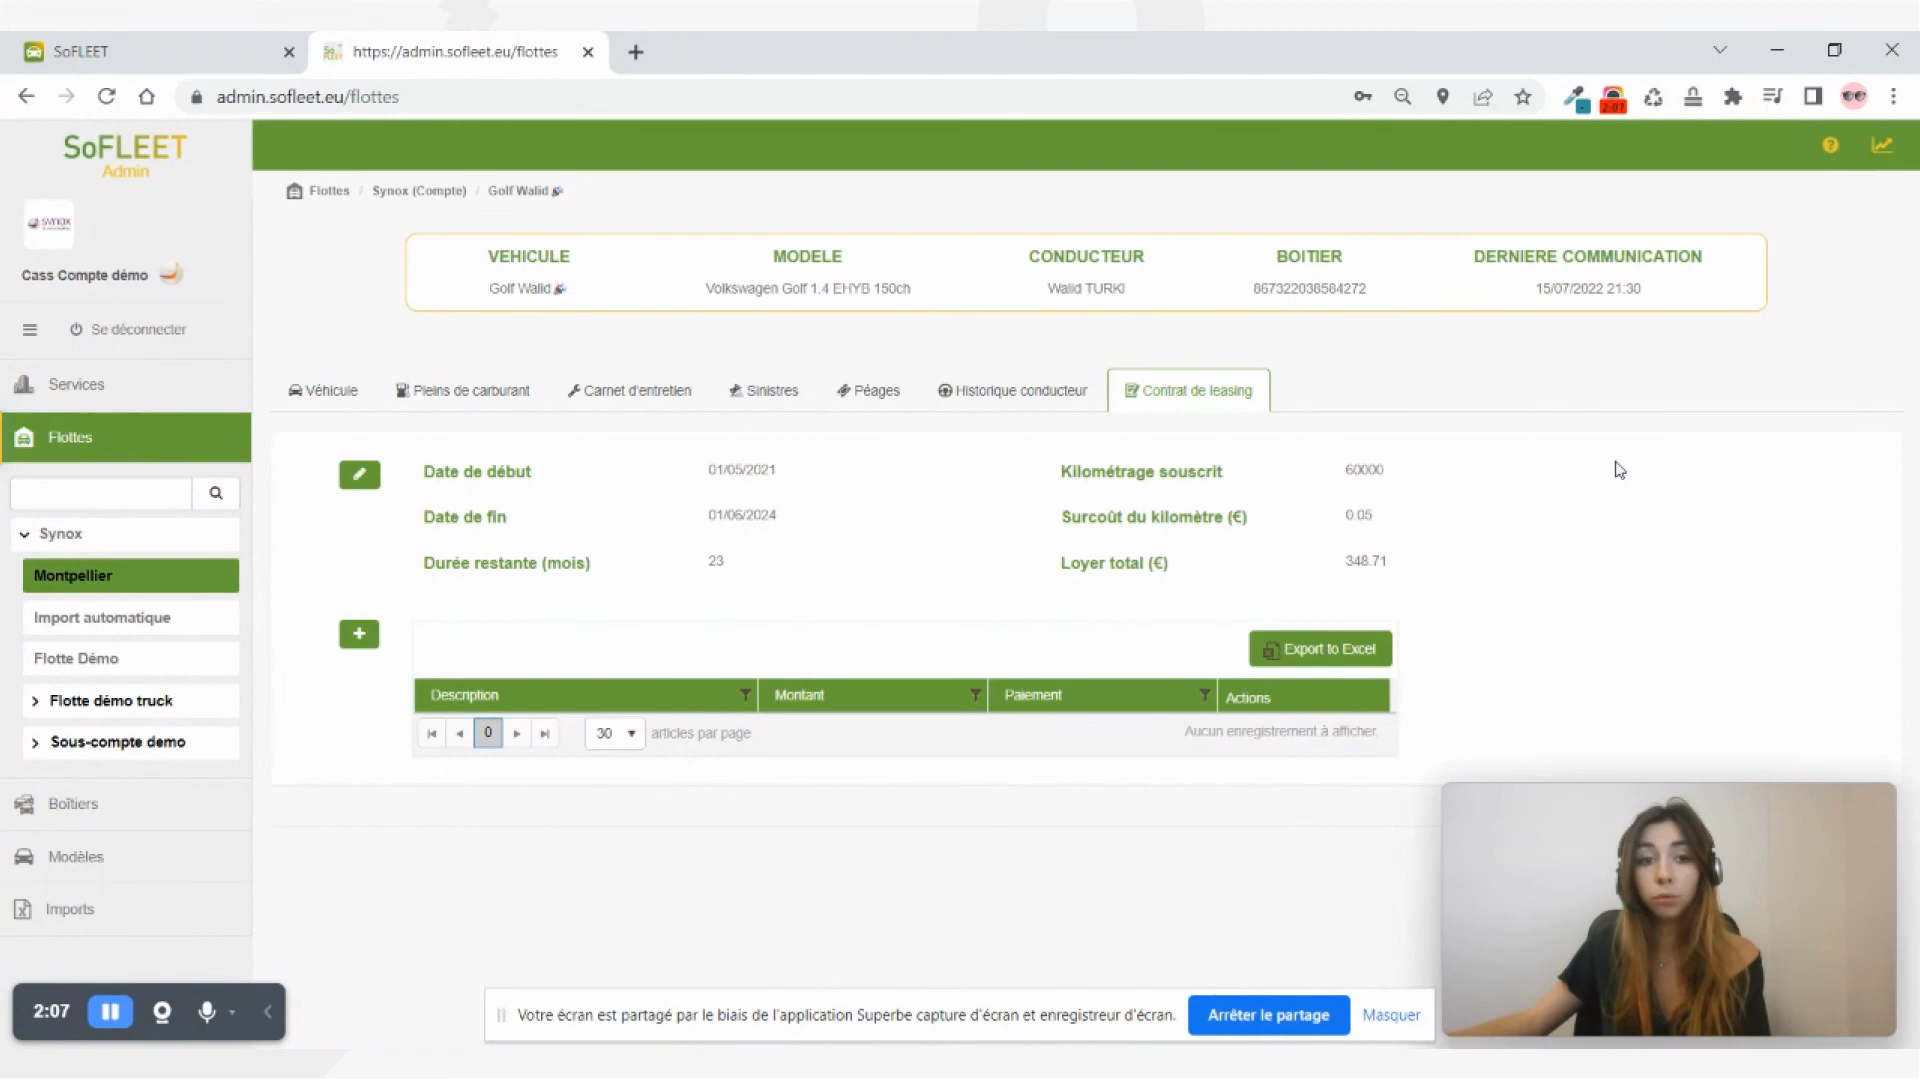 SoFLEET
https://admin.sofleet.eu/flottes
admin.sofleet.eu/flottes
2:07
SoFLEET
Admin
SYNOX
Cass Compte démo
Se déconnecter
Services
Flottes
Synox
Montpellier
Import automatique
Flotte Démo
Flotte démo truck
Sous-compte demo
Boîtiers
Modèles
Imports
Flottes / Synox (Compte) / Golf Walid
VEHICULE MODELE CONDUCTEUR BOITIER DERNIERE COMMUNICATION
Golf Walid Volkswagen Golf 1.4 EHYB 150ch Walid TURKI 867322038584272 15/07/2022 21:30
Véhicule Pleins de carburant Carnet d'entretien Sinistres Péages Historique conducteur Contrat de leasing
Date de début 01/05/2021 Kilométrage souscrit 60000
Date de fin 01/06/2024 Surcoût du kilomètre (€) 0.05
Durée restante (mois) 23 Loyer total (€) 348.71
Export to Excel
Description Montant Paiement Actions
0 30 articles par page Aucun enregistrement à afficher.
2:07
Votre écran est partagé par le biais de l'application Superbe capture d'écran et enregistreur d'écran. Arrêter le partage Masquer